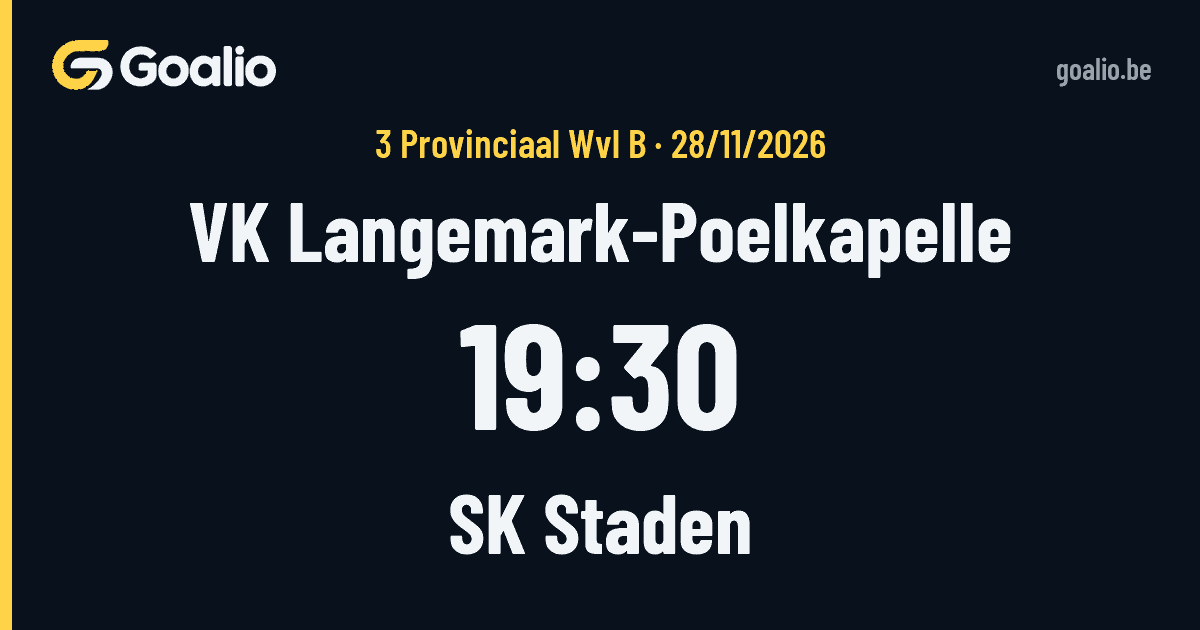 Goalio
goalio.be
3 Provinciaal Wvl B · 28/11/2026
VK Langemark-Poelkapelle
19:30
SK Staden